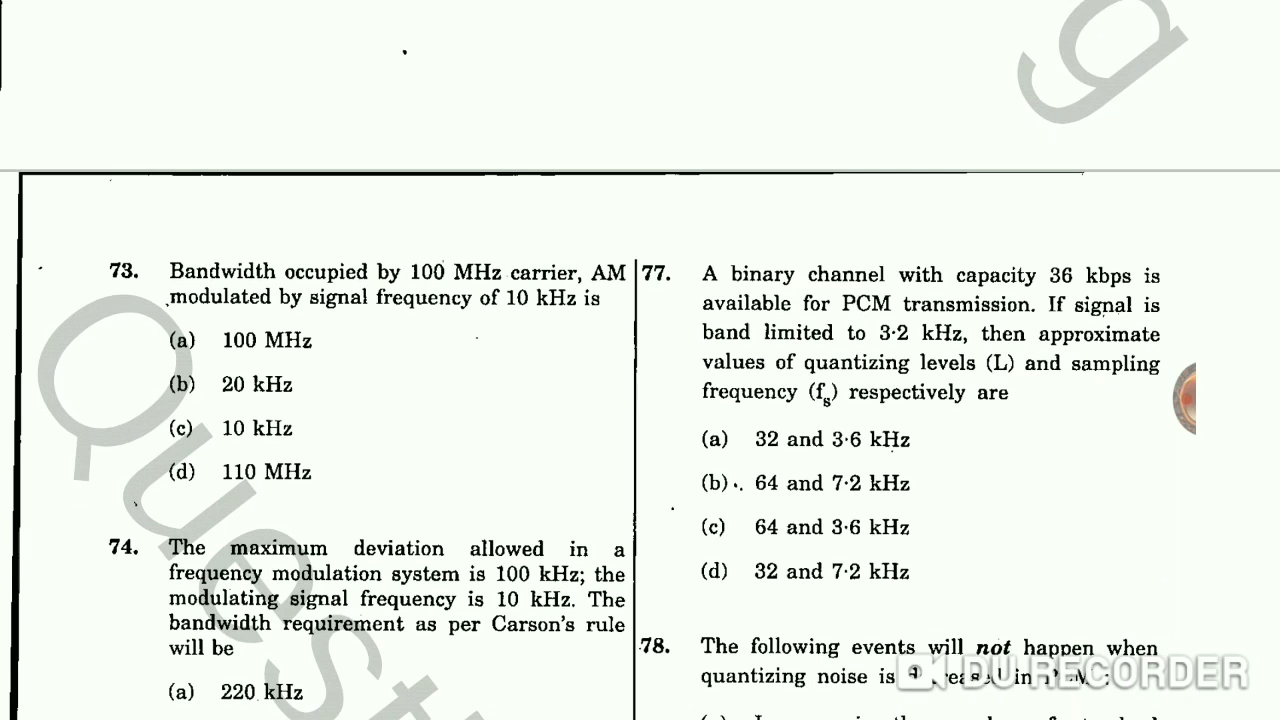 73. Bandwidth occupied by 100 MHz carrier, AM
modulated by signal frequency of 10 kHz is
(a) 100 MHz
(b) 20 kHz
(c) 10 kHz
(d) 110 MHz
74. The maximum deviation allowed in a
frequency modulation system is 100 kHz; the
modulating signal frequency is 10 kHz. The
bandwidth requirement as per Carson's rule
will be
(a) 220 kHz
77. A binary channel with capacity 36 kbps is
available for PCM transmission. If signal is
band limited to 3·2 kHz, then approximate
values of quantizing levels (L) and sampling
frequency (fs) respectively are
(a) 32 and 3·6 kHz
(b) 64 and 7·2 kHz
(c) 64 and 3·6 kHz
(d) 32 and 7·2 kHz
78. The following events will not happen when
quantizing noise is in
DU RECORDER
Quest
g